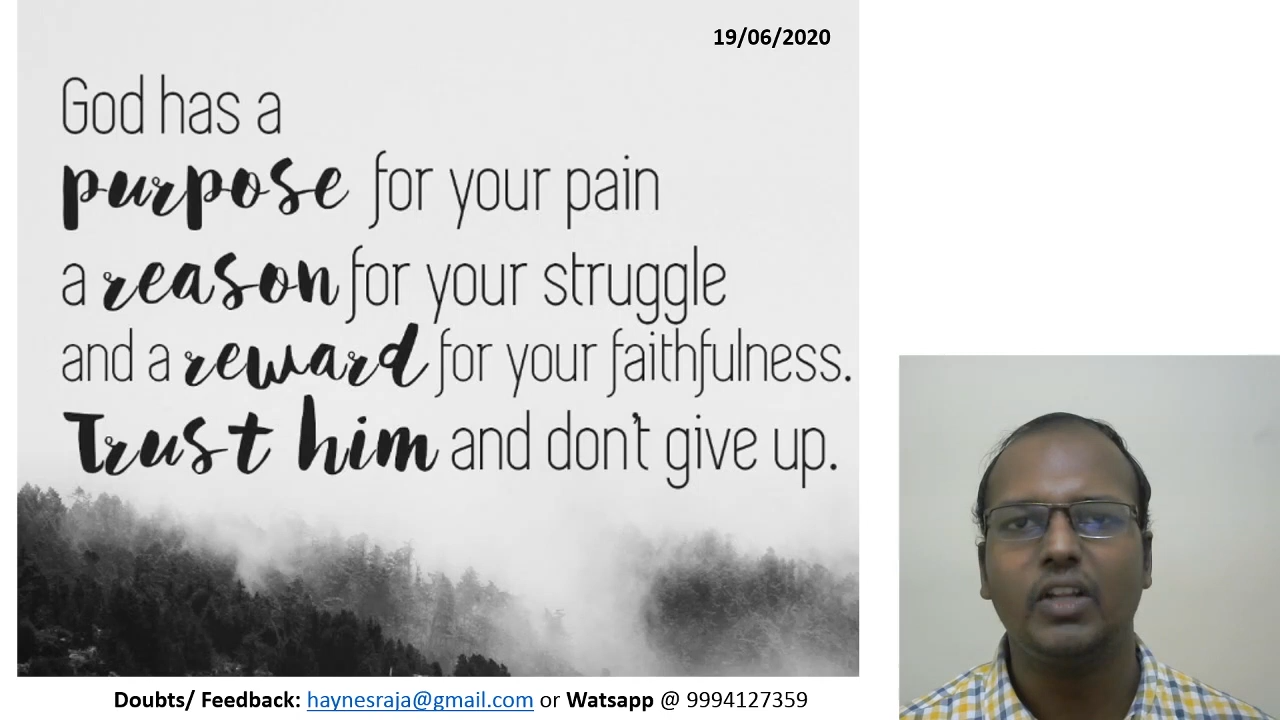 19/06/2020
God has a
purpose for your pain
a reason for your struggle
and a reward for your faithfulness.
Trust him and don't give up.
Doubts/ Feedback: haynesraja@gmail.com or Watsapp @ 9994127359